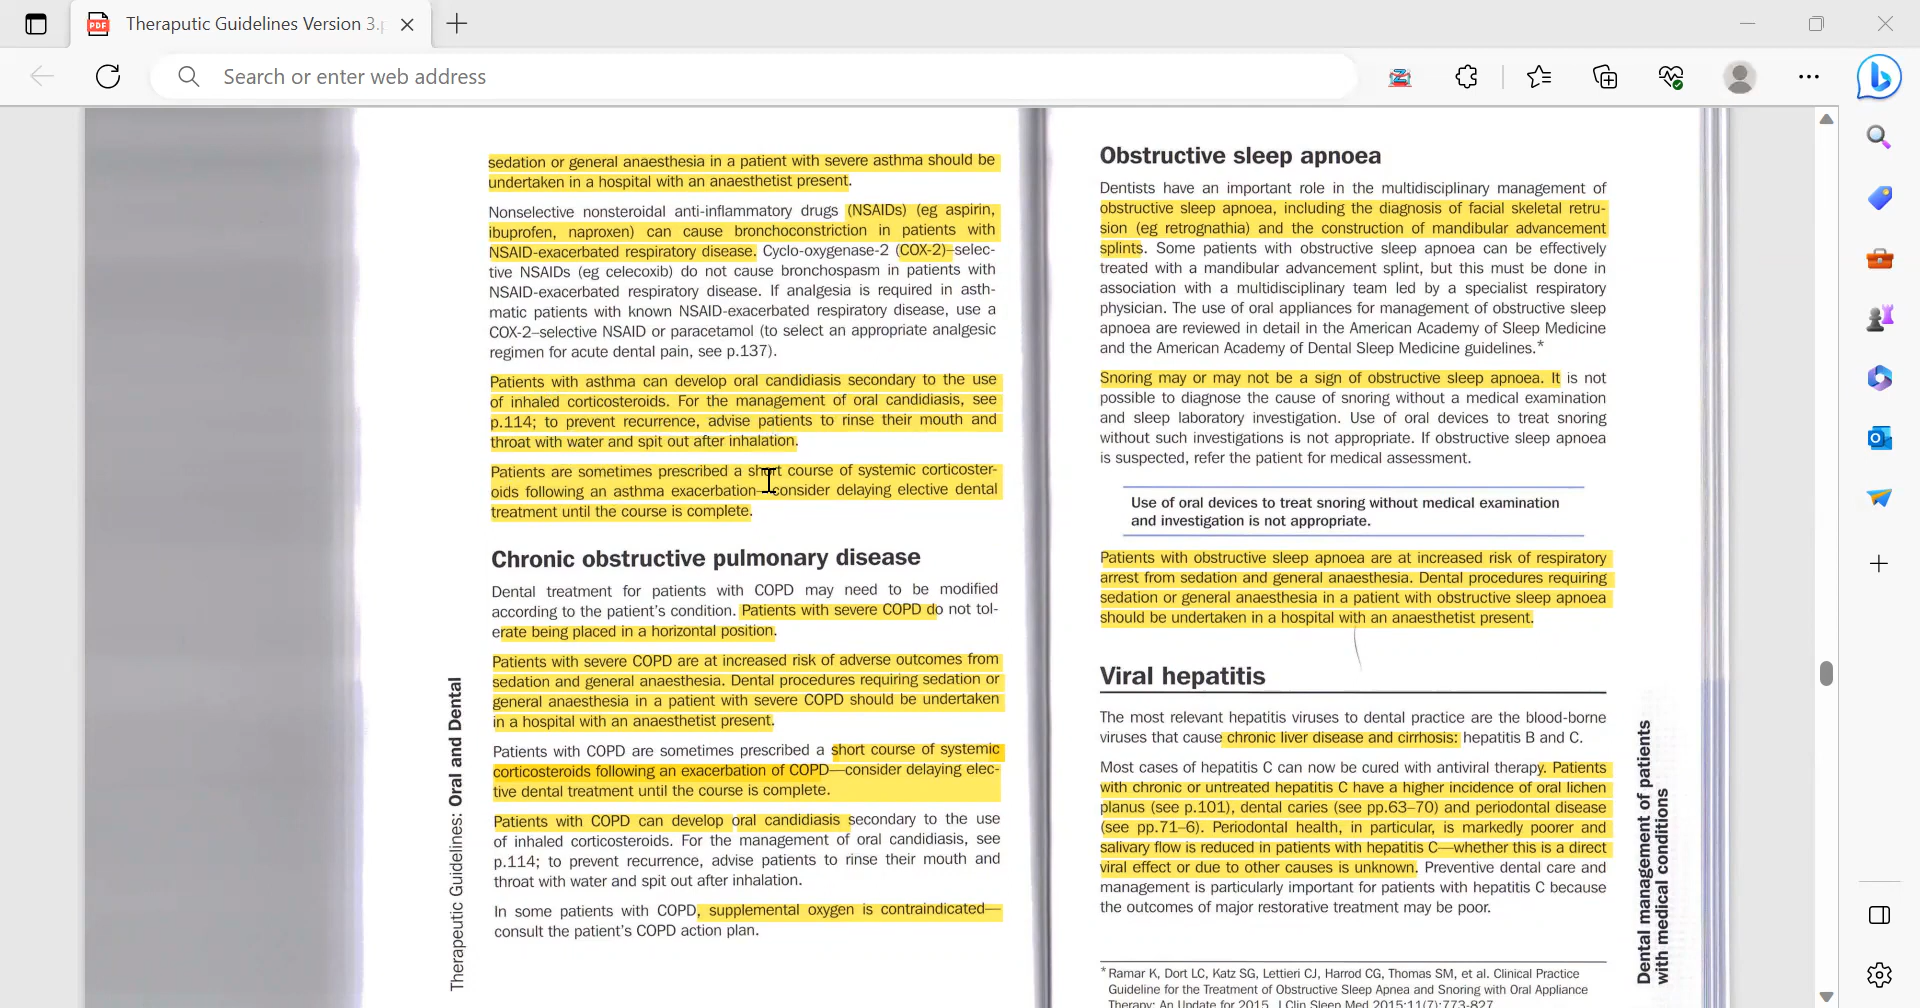 Theraputic Guidelines Version 3.
Search or enter web address
sedation or general anaesthesia in a patient with severe asthma should be
undertaken in a hospital with an anaesthetist present.
Nonselective nonsteroidal anti-inflammatory drugs (NSAIDs) (eg aspirin,
ibuprofen, naproxen) can cause bronchoconstriction in patients with
NSAID-exacerbated respiratory disease. Cyclo-oxygenase-2 (COX-2)–selec-
tive NSAIDs (eg celecoxib) do not cause bronchospasm in patients with
NSAID-exacerbated respiratory disease. If analgesia is required in asth-
matic patients with known NSAID-exacerbated respiratory disease, use a
COX-2–selective NSAID or paracetamol (to select an appropriate analgesic
regimen for acute dental pain, see p.137).
Patients with asthma can develop oral candidiasis secondary to the use
of inhaled corticosteroids. For the management of oral candidiasis, see
p.114; to prevent recurrence, advise patients to rinse their mouth and
throat with water and spit out after inhalation.
Patients are sometimes prescribed a short course of systemic corticoster-
oids following an asthma exacerbation—consider delaying elective dental
treatment until the course is complete.
Chronic obstructive pulmonary disease
Dental treatment for patients with COPD may need to be modified
according to the patient's condition. Patients with severe COPD do not tol-
erate being placed in a horizontal position.
Patients with severe COPD are at increased risk of adverse outcomes from
sedation and general anaesthesia. Dental procedures requiring sedation or
general anaesthesia in a patient with severe COPD should be undertaken
in a hospital with an anaesthetist present.
Patients with COPD are sometimes prescribed a short course of systemic
corticosteroids following an exacerbation of COPD—consider delaying elec-
tive dental treatment until the course is complete.
Patients with COPD can develop oral candidiasis secondary to the use
of inhaled corticosteroids. For the management of oral candidiasis, see
p.114; to prevent recurrence, advise patients to rinse their mouth and
throat with water and spit out after inhalation.
In some patients with COPD, supplemental oxygen is contraindicated—
consult the patient's COPD action plan.
Therapeutic Guidelines: Oral and Dental
Obstructive sleep apnoea
Dentists have an important role in the multidisciplinary management of
obstructive sleep apnoea, including the diagnosis of facial skeletal retru-
sion (eg retrognathia) and the construction of mandibular advancement
splints. Some patients with obstructive sleep apnoea can be effectively
treated with a mandibular advancement splint, but this must be done in
association with a multidisciplinary team led by a specialist respiratory
physician. The use of oral appliances for management of obstructive sleep
apnoea are reviewed in detail in the American Academy of Sleep Medicine
and the American Academy of Dental Sleep Medicine guidelines.*
Snoring may or may not be a sign of obstructive sleep apnoea. It is not
possible to diagnose the cause of snoring without a medical examination
and sleep laboratory investigation. Use of oral devices to treat snoring
without such investigations is not appropriate. If obstructive sleep apnoea
is suspected, refer the patient for medical assessment.
Use of oral devices to treat snoring without medical examination
and investigation is not appropriate.
Patients with obstructive sleep apnoea are at increased risk of respiratory
arrest from sedation and general anaesthesia. Dental procedures requiring
sedation or general anaesthesia in a patient with obstructive sleep apnoea
should be undertaken in a hospital with an anaesthetist present.
Viral hepatitis
The most relevant hepatitis viruses to dental practice are the blood-borne
viruses that cause chronic liver disease and cirrhosis: hepatitis B and C.
Most cases of hepatitis C can now be cured with antiviral therapy. Patients
with chronic or untreated hepatitis C have a higher incidence of oral lichen
planus (see p.101), dental caries (see pp.63–70) and periodontal disease
(see pp.71–6). Periodontal health, in particular, is markedly poorer and
salivary flow is reduced in patients with hepatitis C—whether this is a direct
viral effect or due to other causes is unknown. Preventive dental care and
management is particularly important for patients with hepatitis C because
the outcomes of major restorative treatment may be poor.
* Ramar K, Dort LC, Katz SG, Lettieri CJ, Harrod CG, Thomas SM, et al. Clinical Practice
Guideline for the Treatment of Obstructive Sleep Apnea and Snoring with Oral Appliance
Therapy: An Update for 2015. J Clin Sleep Med 2015;11(7):773-827
Dental management of patients
with medical conditions